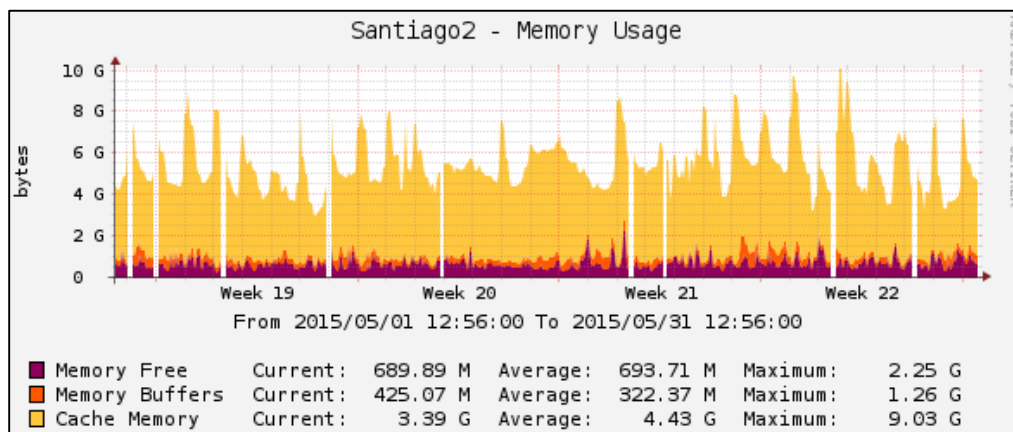 Santiago2 - Memory Usage
10 G
8 G
6 G
4 G
2 G
0
bytes
Week 19 Week 20 Week 21 Week 22
From 2015/05/01 12:56:00 To 2015/05/31 12:56:00
Memory Free Current: 689.89 M Average: 693.71 M Maximum: 2.25 G
Memory Buffers Current: 425.07 M Average: 322.37 M Maximum: 1.26 G
Cache Memory Current: 3.39 G Average: 4.43 G Maximum: 9.03 G